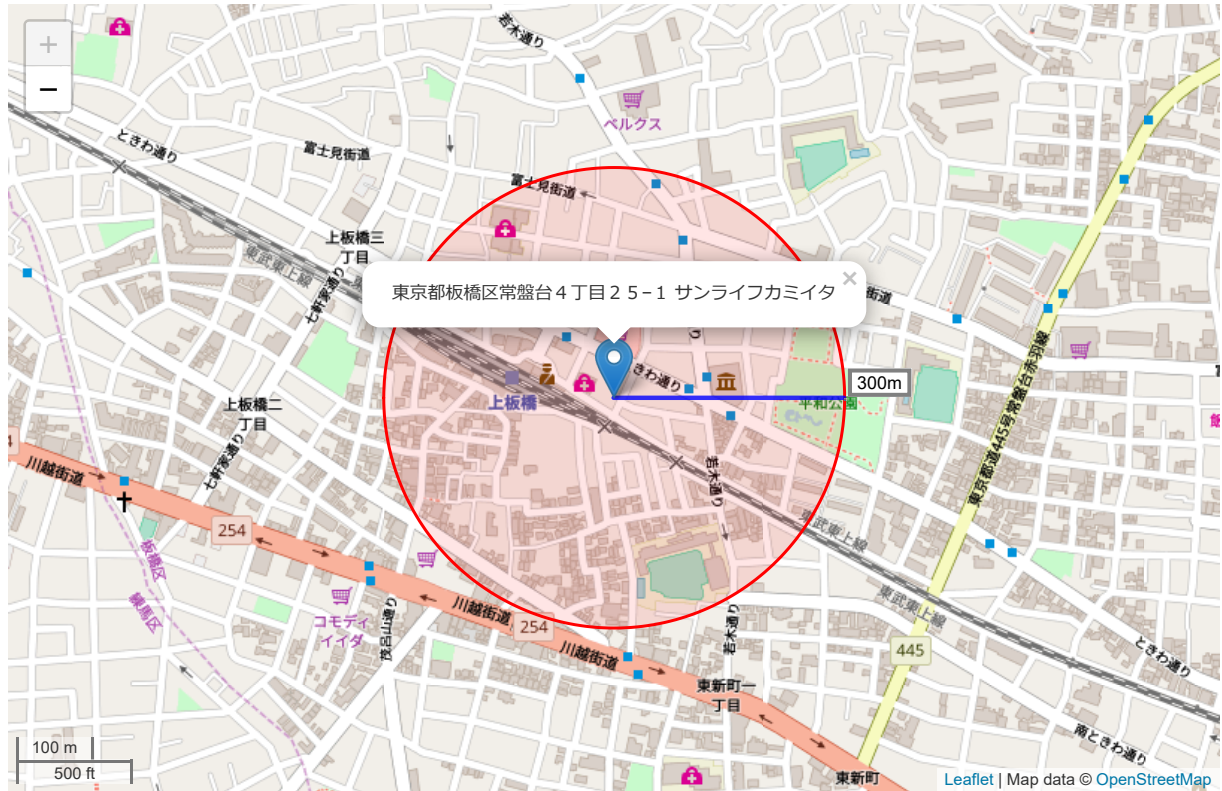 +
−
若木通り
ベルクス
ときわ通り
富士見街道
富士見街道
上板橋三
丁目
東武東上線
七軒家通り
東京都板橋区常盤台４丁目２５−１ サンライフカミイタ
×
街道
きわ通り
300m
上板橋
平和公園
上板橋二
丁目
七軒家通り
若木通り
東京都道445号常盤台赤羽線
川越街道
254
東武東上線
板橋区
練馬区
コモディ
イイダ
茂呂山通り
川越街道
254
川越街道
若木通り
東武東上線
445
ときわ通り
東新町一
丁目
南ときわ通り
東新町
100 m
500 ft
Leaflet | Map data © OpenStreetMap